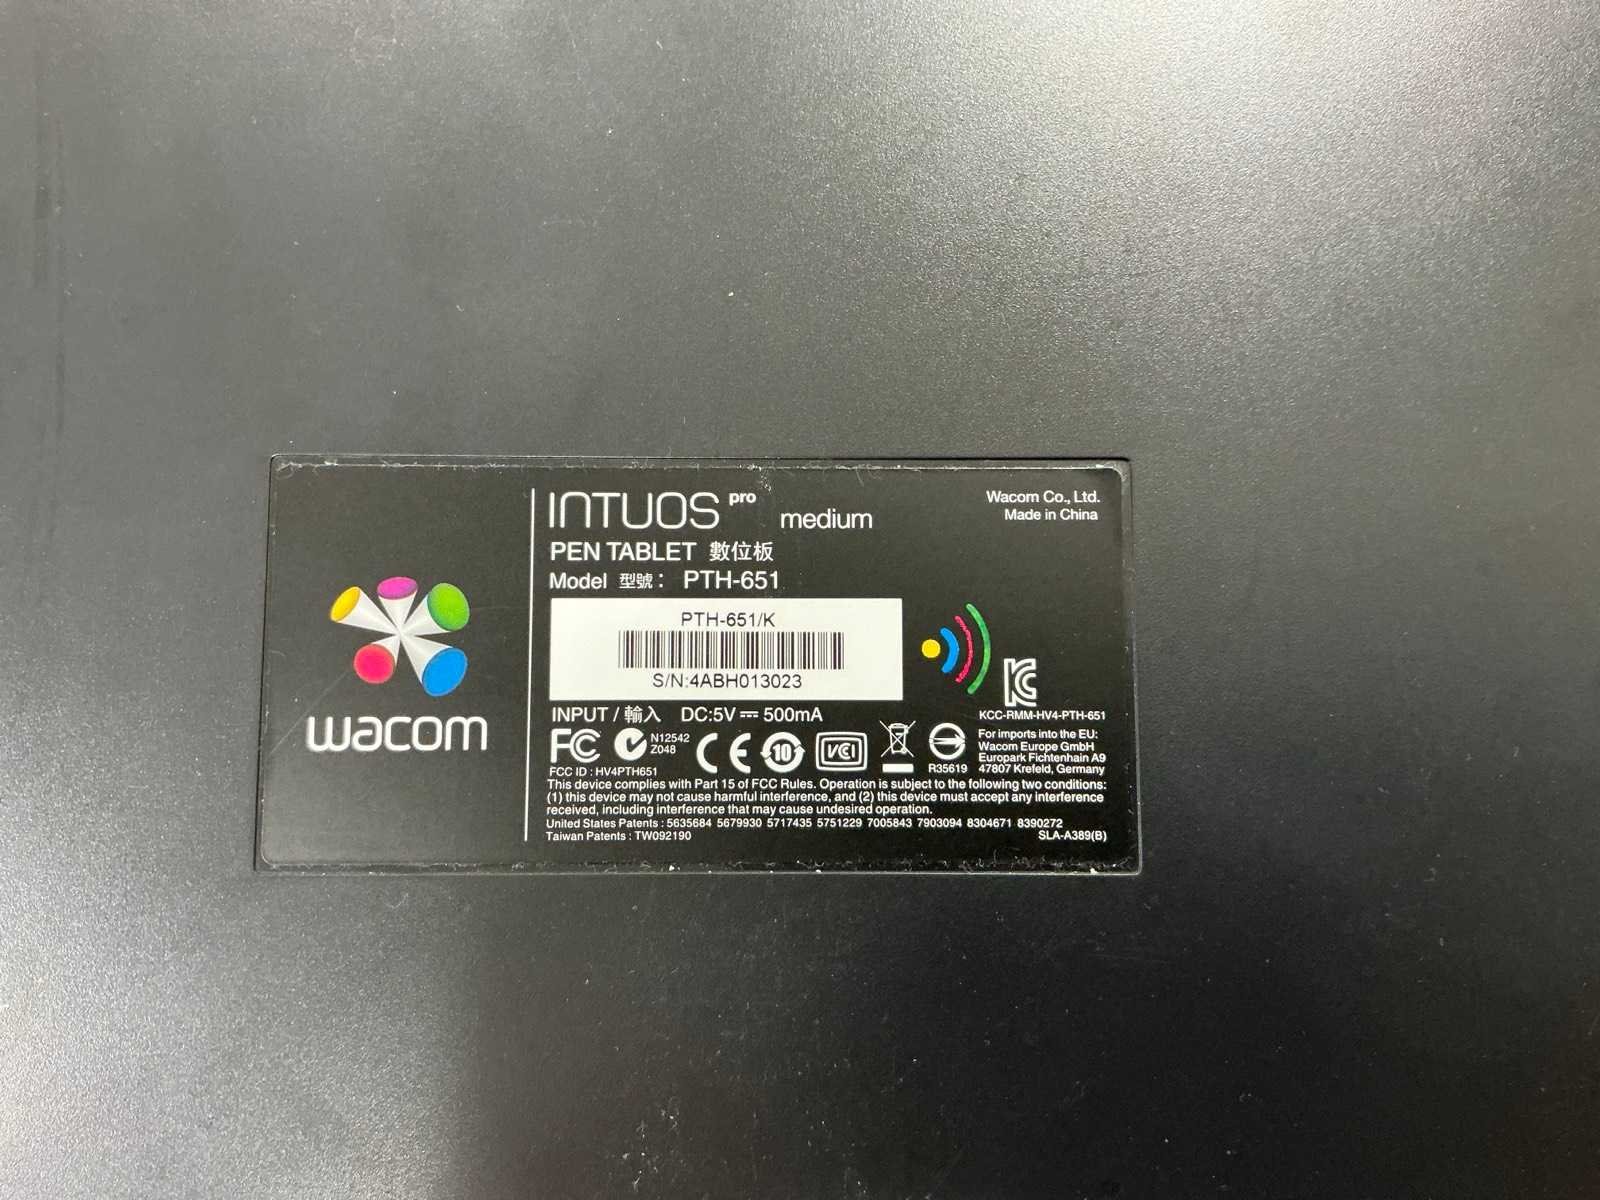 INTUOS pro medium
PEN TABLET 數位板
Model 型號： PTH-651
Wacom Co., Ltd.
Made in China
PTH-651/K
S/N:4ABH013023
wacom
KCC-RMM-HV4-PTH-651
INPUT / 輸入 DC:5V 500mA
FC
N12542
Z048
CE
10
VCI
R35619
For imports into the EU:
Wacom Europe GmbH
Europark Fichtenhain A9
47807 Krefeld, Germany
FCC ID : HV4PTH651
This device complies with Part 15 of FCC Rules. Operation is subject to the following two conditions:
(1) this device may not cause harmful interference, and (2) this device must accept any interference
received, including interference that may cause undesired operation.
United States Patents : 5635684 5679930 5717435 5751229 7005843 7903094 8304671 8390272
Taiwan Patents : TW092190
SLA-A389(B)